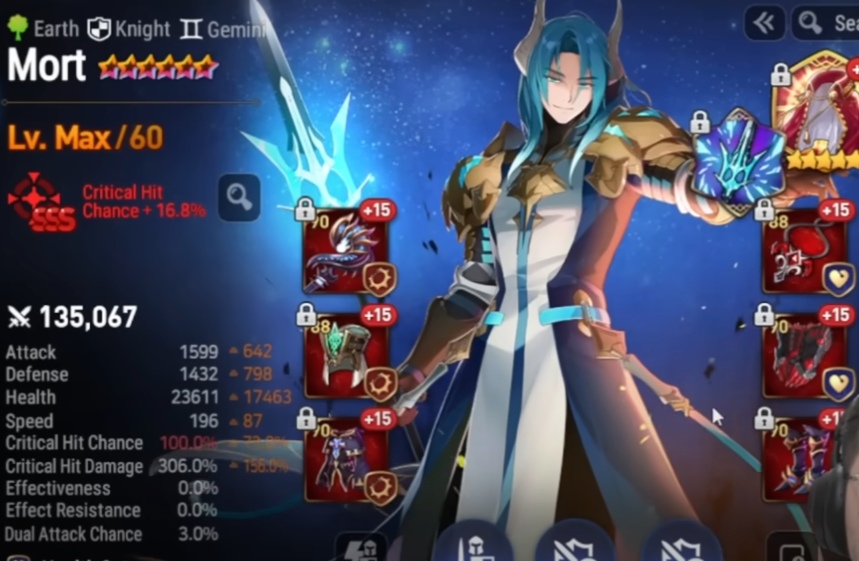 Earth Knight Gemini
Mort
Lv. Max/60
Critical Hit
Chance + 16.8%
SSS
135,067
Attack 1599 642
Defense 1432 798
Health 23611 17463
Speed 196 87
Critical Hit Chance 100.0%
Critical Hit Damage 306.0% 156.0%
Effectiveness 0.0%
Effect Resistance 0.0%
Dual Attack Chance 3.0%
90 +15
88 +15
90 +15
88 +15
90 +15
90